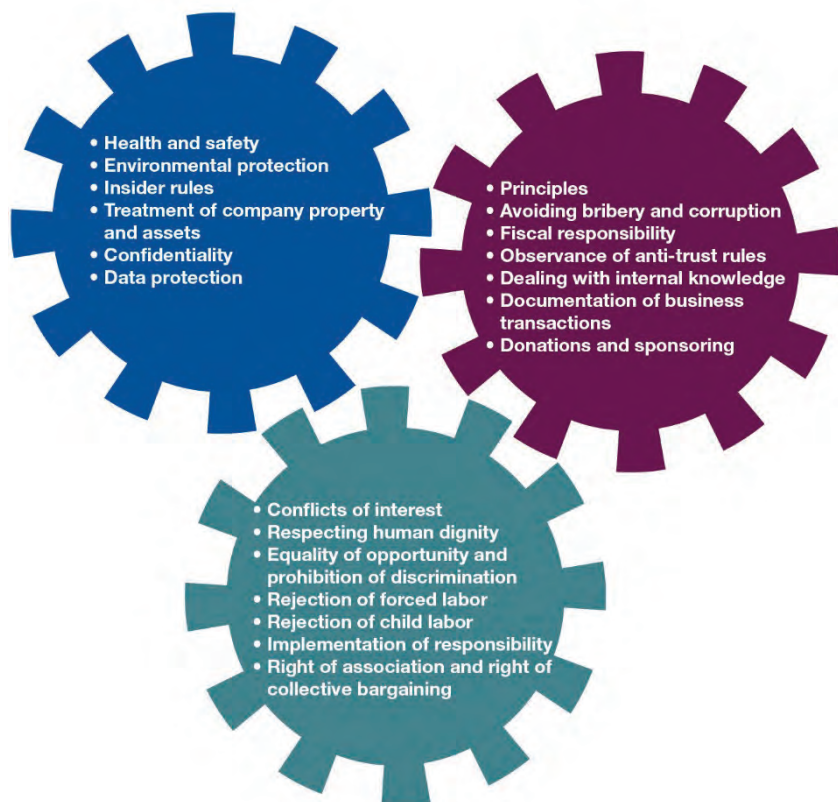 • Health and safety
• Environmental protection
• Insider rules
• Treatment of company property
and assets
• Confidentiality
• Data protection
• Principles
• Avoiding bribery and corruption
• Fiscal responsibility
• Observance of anti-trust rules
• Dealing with internal knowledge
• Documentation of business
transactions
• Donations and sponsoring
• Conflicts of interest
• Respecting human dignity
• Equality of opportunity and
prohibition of discrimination
• Rejection of forced labor
• Rejection of child labor
• Implementation of responsibility
• Right of association and right of
collective bargaining